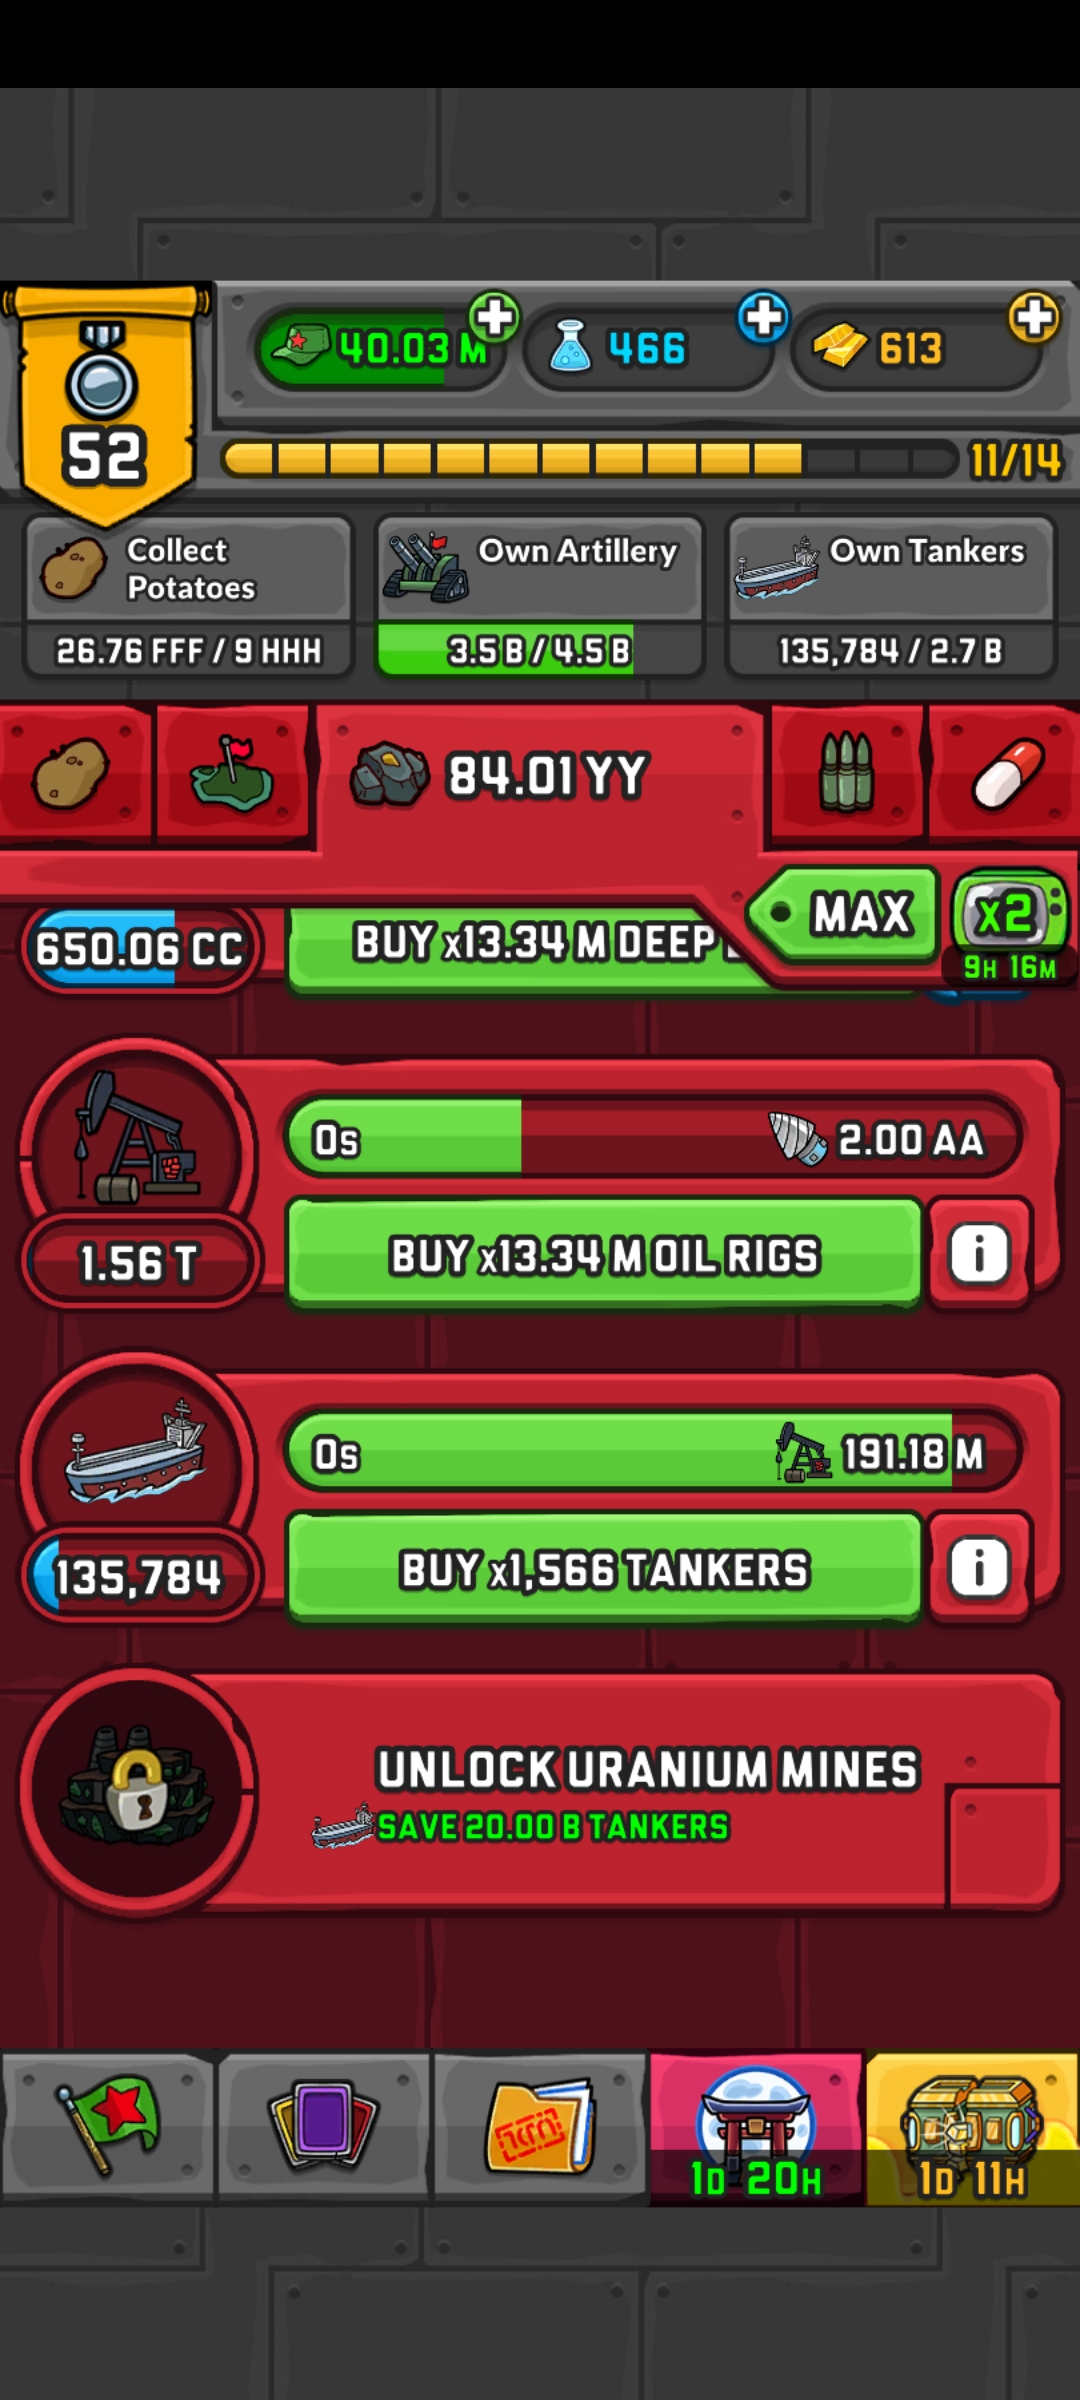 40.03 M
466
613
52
11/14
Collect
Potatoes
Own Artillery
Own Tankers
26.76 FFF / 9 HHH
3.5 B / 4.5 B
135,784 / 2.7 B
84.01 YY
MAX
x2
9H 16M
650.06 CC
BUY x13.34 M DEEP
0s
2.00 AA
1.56 T
BUY x13.34 M OIL RIGS
i
0s
191.18 M
135,784
BUY x1,566 TANKERS
i
UNLOCK URANIUM MINES
SAVE 20.00 B TANKERS
1D 20H
1D 11H